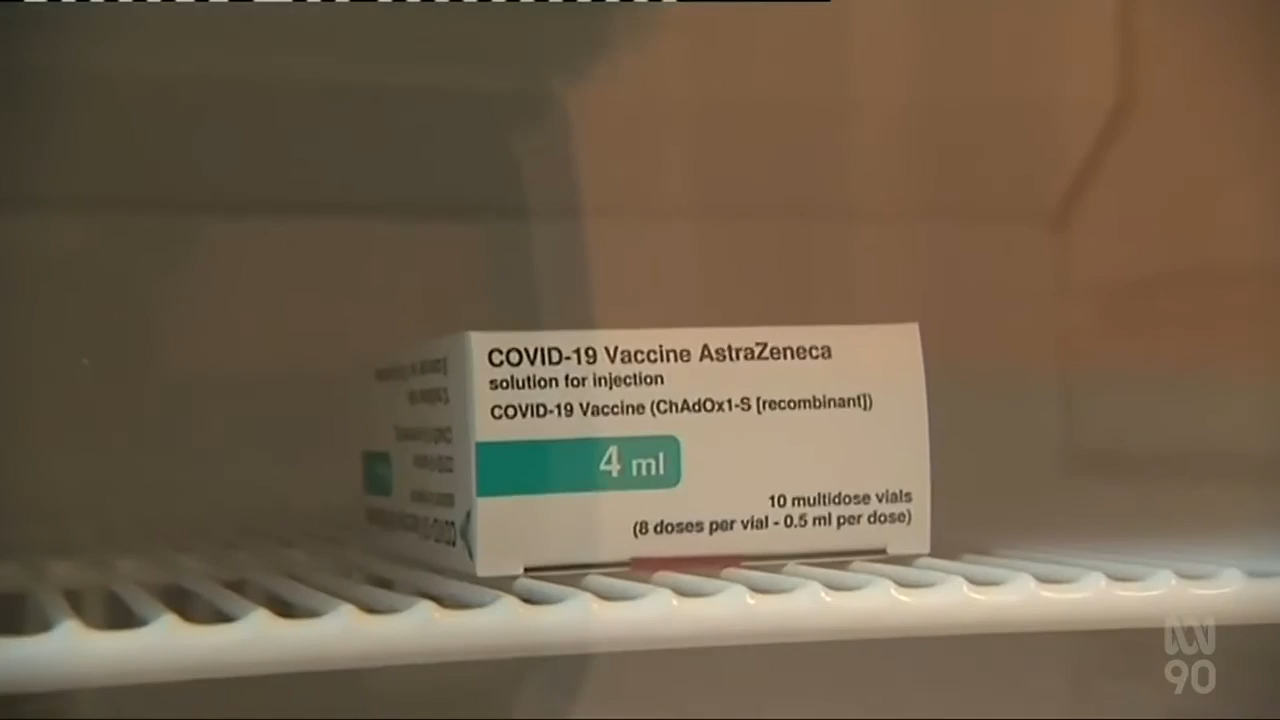 COVID-19 Vaccine AstraZeneca
solution for injection
COVID-19 Vaccine (ChAdOx1-S [recombinant])
4 ml
10 multidose vials
(8 doses per vial - 0.5 ml per dose)
90